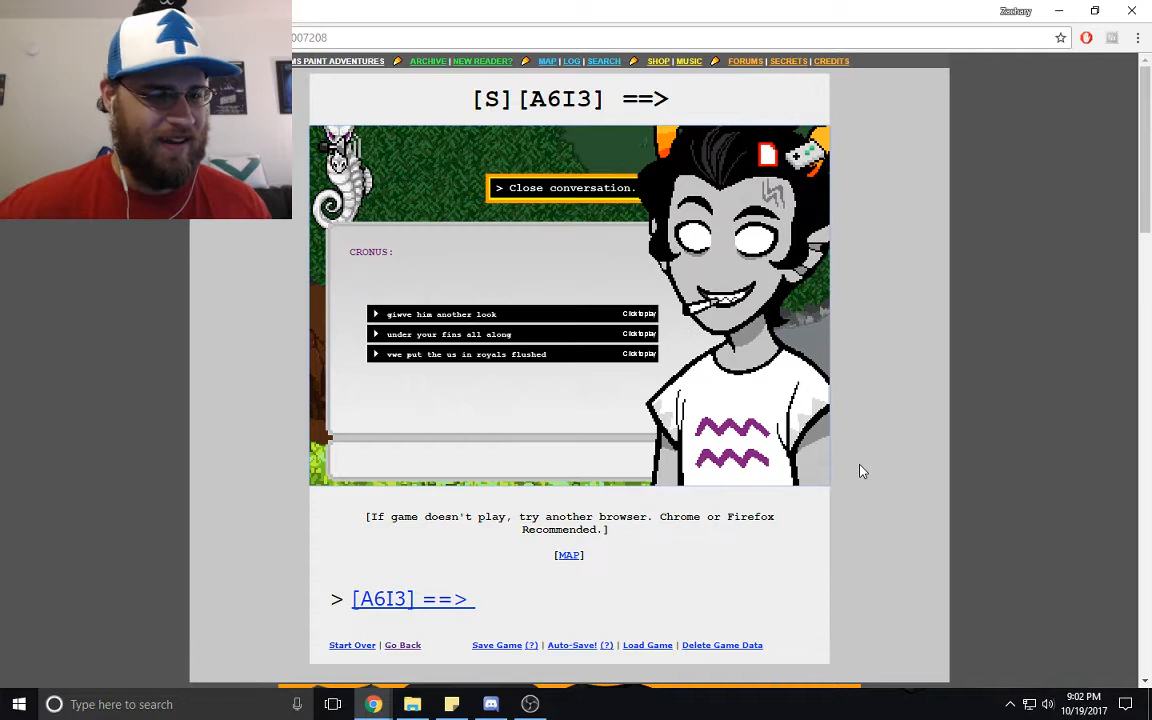 Zachary
007208
MS PAINT ADVENTURES ARCHIVE | NEW READER? MAP | LOG | SEARCH SHOP | MUSIC FORUMS | SECRETS | CREDITS
[S][A6I3] ==>
> Close conversation.
CRONUS:
giwve him another look Click to play
under your fins all along Click to play
vwe put the us in royals flushed Click to play
[If game doesn't play, try another browser. Chrome or Firefox
Recommended.]
[MAP]
> [A6I3] ==>
Start Over | Go Back Save Game (?) | Auto-Save! (?) | Load Game | Delete Game Data
Type here to search
9:02 PM
10/19/2017